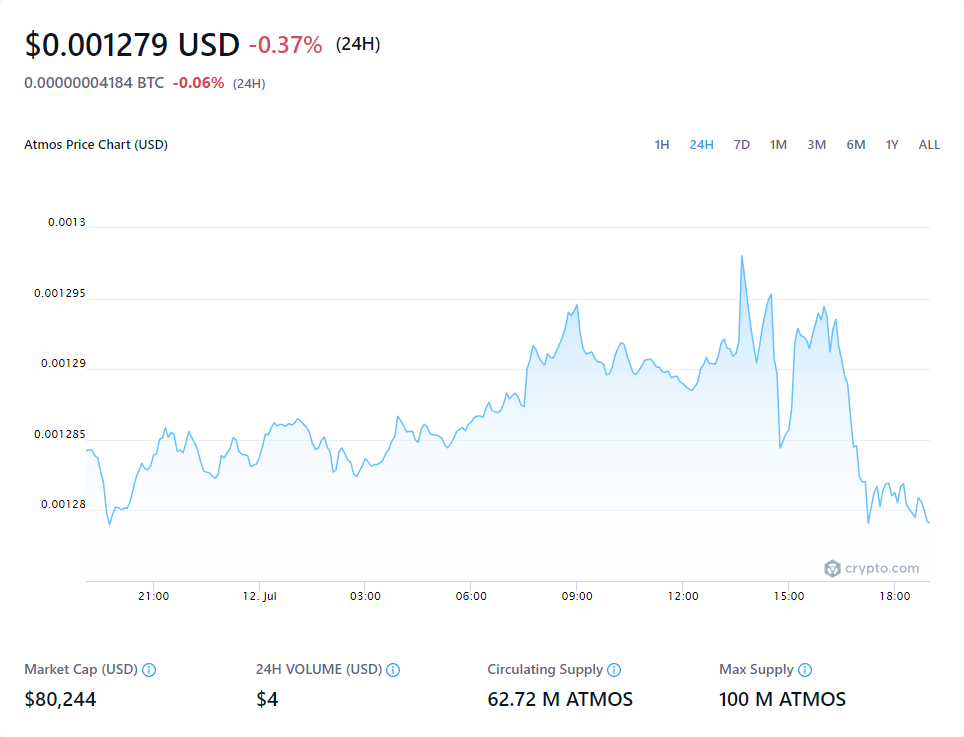 $0.001279 USD -0.37% (24H)
0.00000004184 BTC -0.06% (24H)
Atmos Price Chart (USD) 1H 24H 7D 1M 3M 6M 1Y ALL
0.0013
0.001295
0.00129
0.001285
0.00128
crypto.com
21:00 12. Jul 03:00 06:00 09:00 12:00 15:00 18:00
Market Cap (USD) 24H VOLUME (USD) Circulating Supply Max Supply
$80,244 $4 62.72 M ATMOS 100 M ATMOS